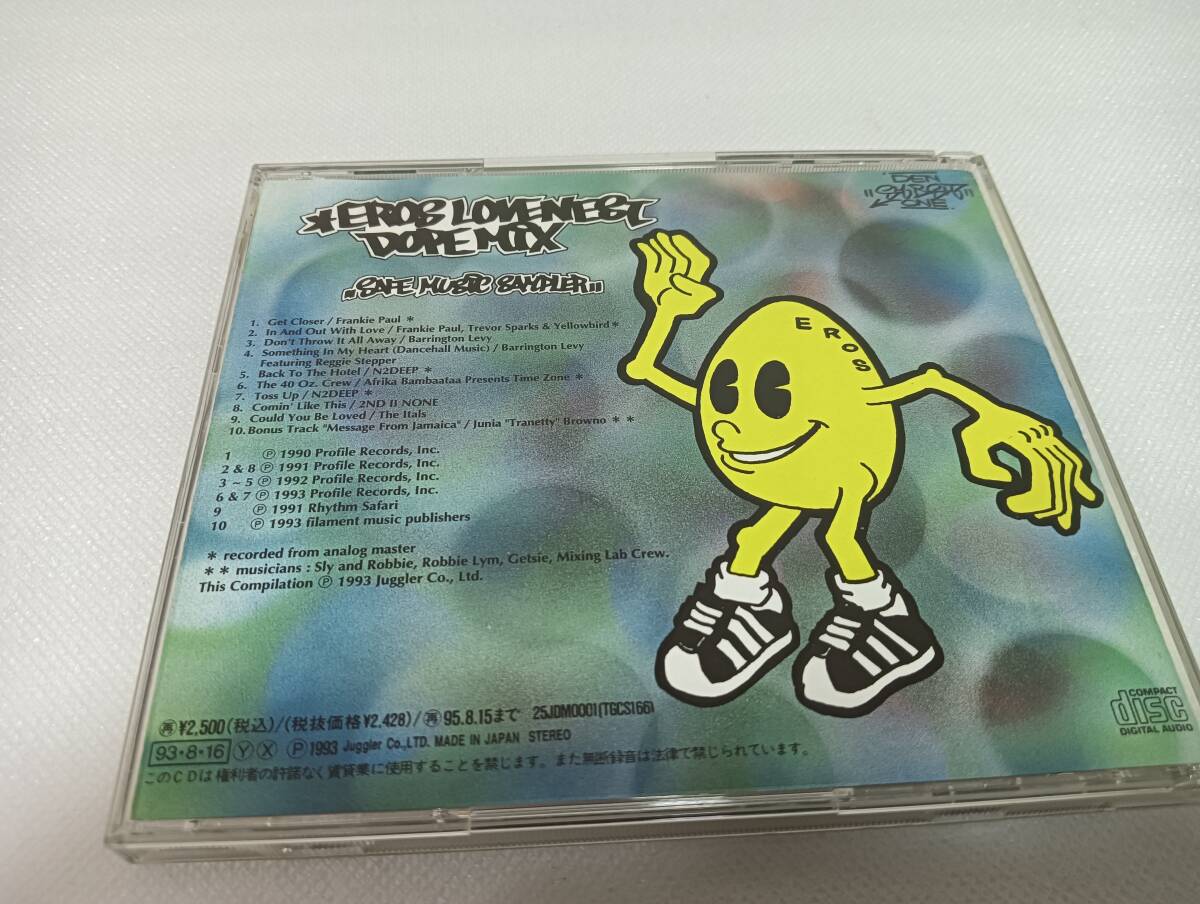 *EROS LOVENEST
DOPE MIX
"SAFE MUSIC SAMPLER"
DEN
ONE
EROS
1. Get Closer / Frankie Paul *
2. In And Out With Love / Frankie Paul, Trevor Sparks & Yellowbird *
3. Don't Throw It All Away / Barrington Levy
4. Something In My Heart (Dancehall Music) / Barrington Levy
Featuring Reggie Stepper
5. Back To The Hotel / N2DEEP *
6. The 40 Oz. Crew / Afrika Bambaataa Presents Time Zone *
7. Toss Up / N2DEEP *
8. Comin' Like This / 2ND II NONE
9. Could You Be Loved / The Itals
10. Bonus Track "Message From Jamaica" / Junia "Tranetty" Browno * *
1 ℗ 1990 Profile Records, Inc.
2 & 8 ℗ 1991 Profile Records, Inc.
3 ~ 5 ℗ 1992 Profile Records, Inc.
6 & 7 ℗ 1993 Profile Records, Inc.
9 ℗ 1991 Rhythm Safari
10 ℗ 1993 filament music publishers
* recorded from analog master
* * musicians : Sly and Robbie, Robbie Lym, Getsie, Mixing Lab Crew.
This Compilation ℗ 1993 Juggler Co., Ltd.
再¥2,500(税込)/(税抜価格¥2,428)/再95.8.15まで 25JDM0001(TGCS166)
93・8・16 Ⓨ Ⓧ ℗1993 Juggler Co.,LTD. MADE IN JAPAN STEREO
このCDは権利者の許諾なく賃貸業に使用することを禁じます。また無断録音は法律で禁じられています。
COMPACT
disc
DIGITAL AUDIO